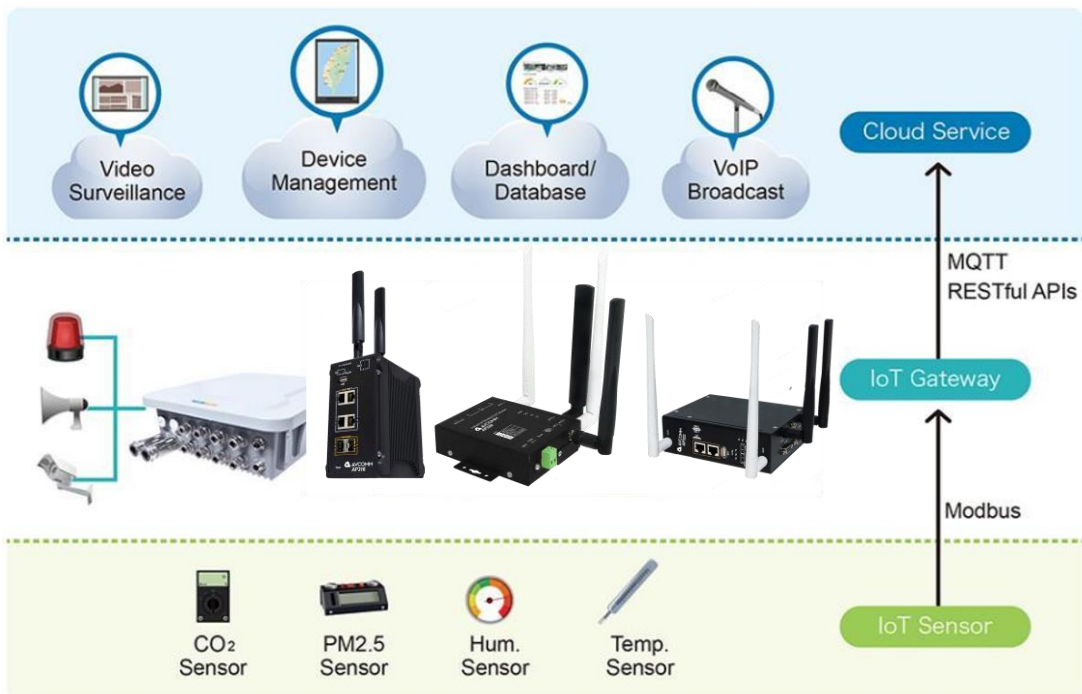 Video
Surveillance
Device
Management
Dashboard/
Database
VoIP
Broadcast
Cloud Service
MQTT
RESTful APIs
IoT Gateway
Modbus
CO2
Sensor
PM2.5
Sensor
Hum.
Sensor
Temp.
Sensor
IoT Sensor